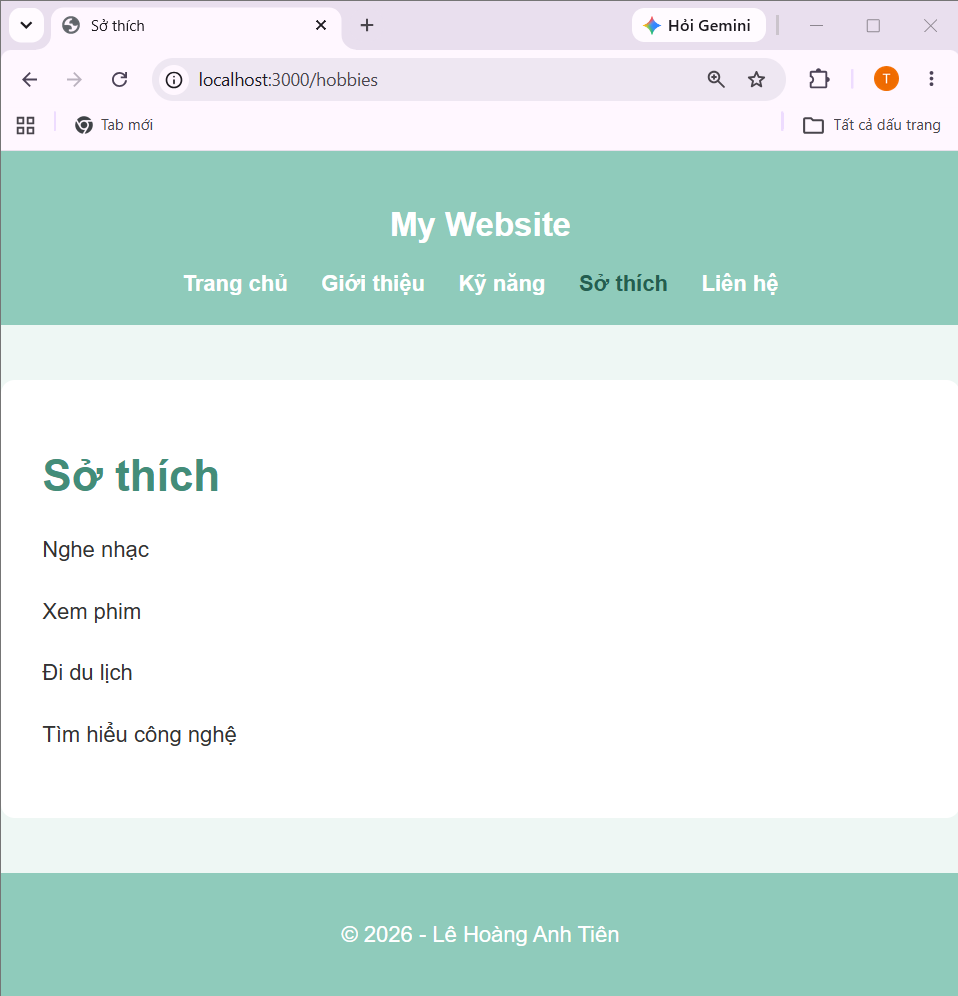 Sở thích
Hỏi Gemini
localhost:3000/hobbies
T
Tab mới
Tất cả dấu trang
My Website
Trang chủ Giới thiệu Kỹ năng Sở thích Liên hệ
Sở thích
Nghe nhạc
Xem phim
Đi du lịch
Tìm hiểu công nghệ
© 2026 - Lê Hoàng Anh Tiên